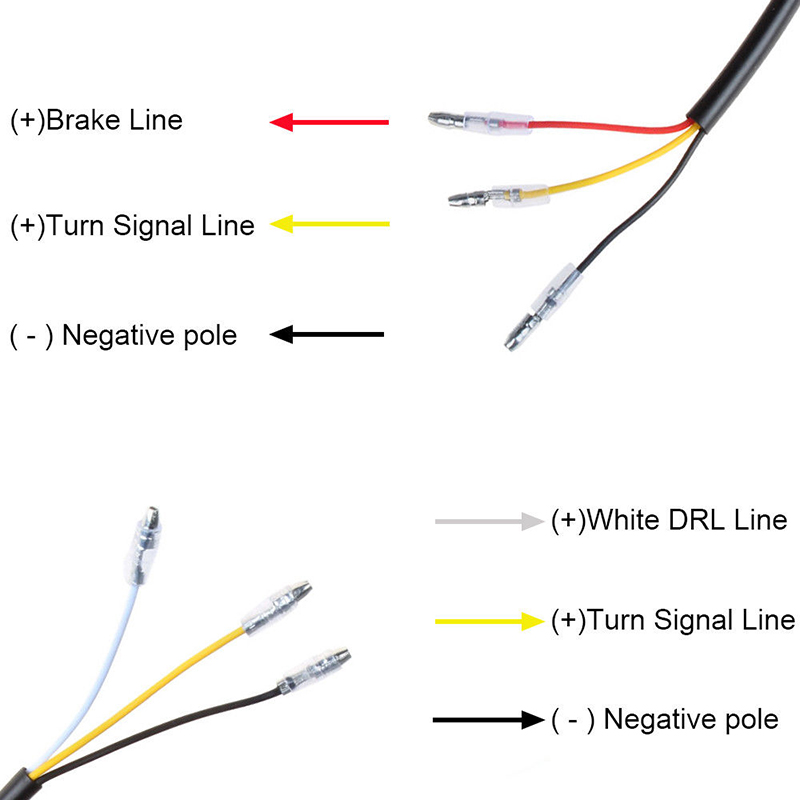 (+)Brake Line
(+)Turn Signal Line
( - ) Negative pole
(+)White DRL Line
(+)Turn Signal Line
( - ) Negative pole